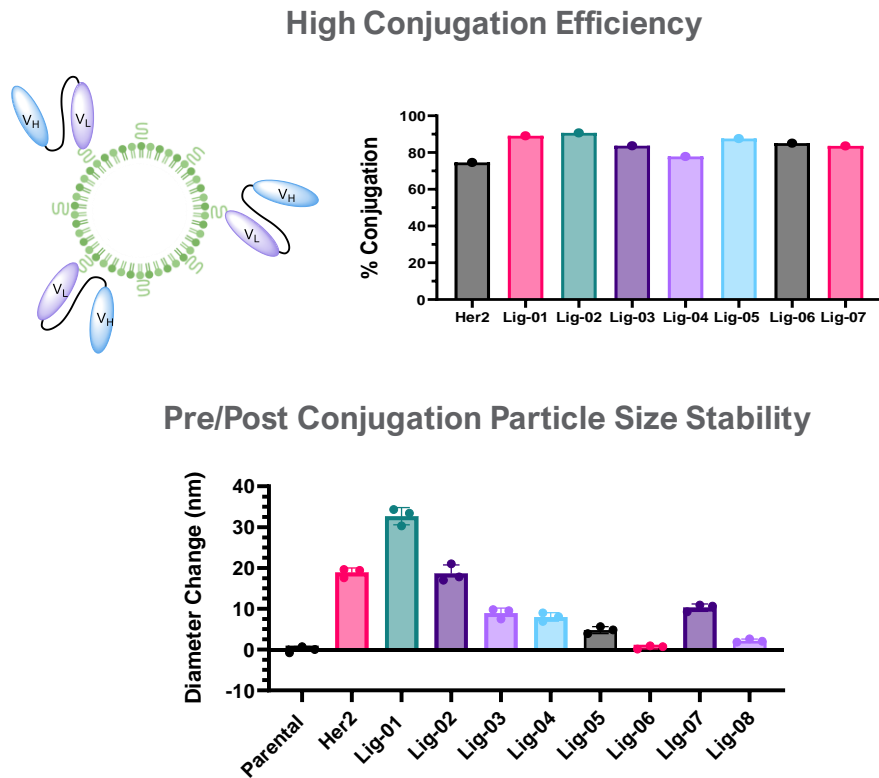 High Conjugation Efficiency
VH
VL
VH
VL
VL
VH
% Conjugation
100
80
60
40
20
0
Her2 Lig-01 Lig-02 Lig-03 Lig-04 Lig-05 Lig-06 Lig-07
Pre/Post Conjugation Particle Size Stability
Diameter Change (nm)
40
30
20
10
0
-10
Parental Her2 Lig-01 Lig-02 Lig-03 Lig-04 Lig-05 Lig-06 Lig-07 Lig-08